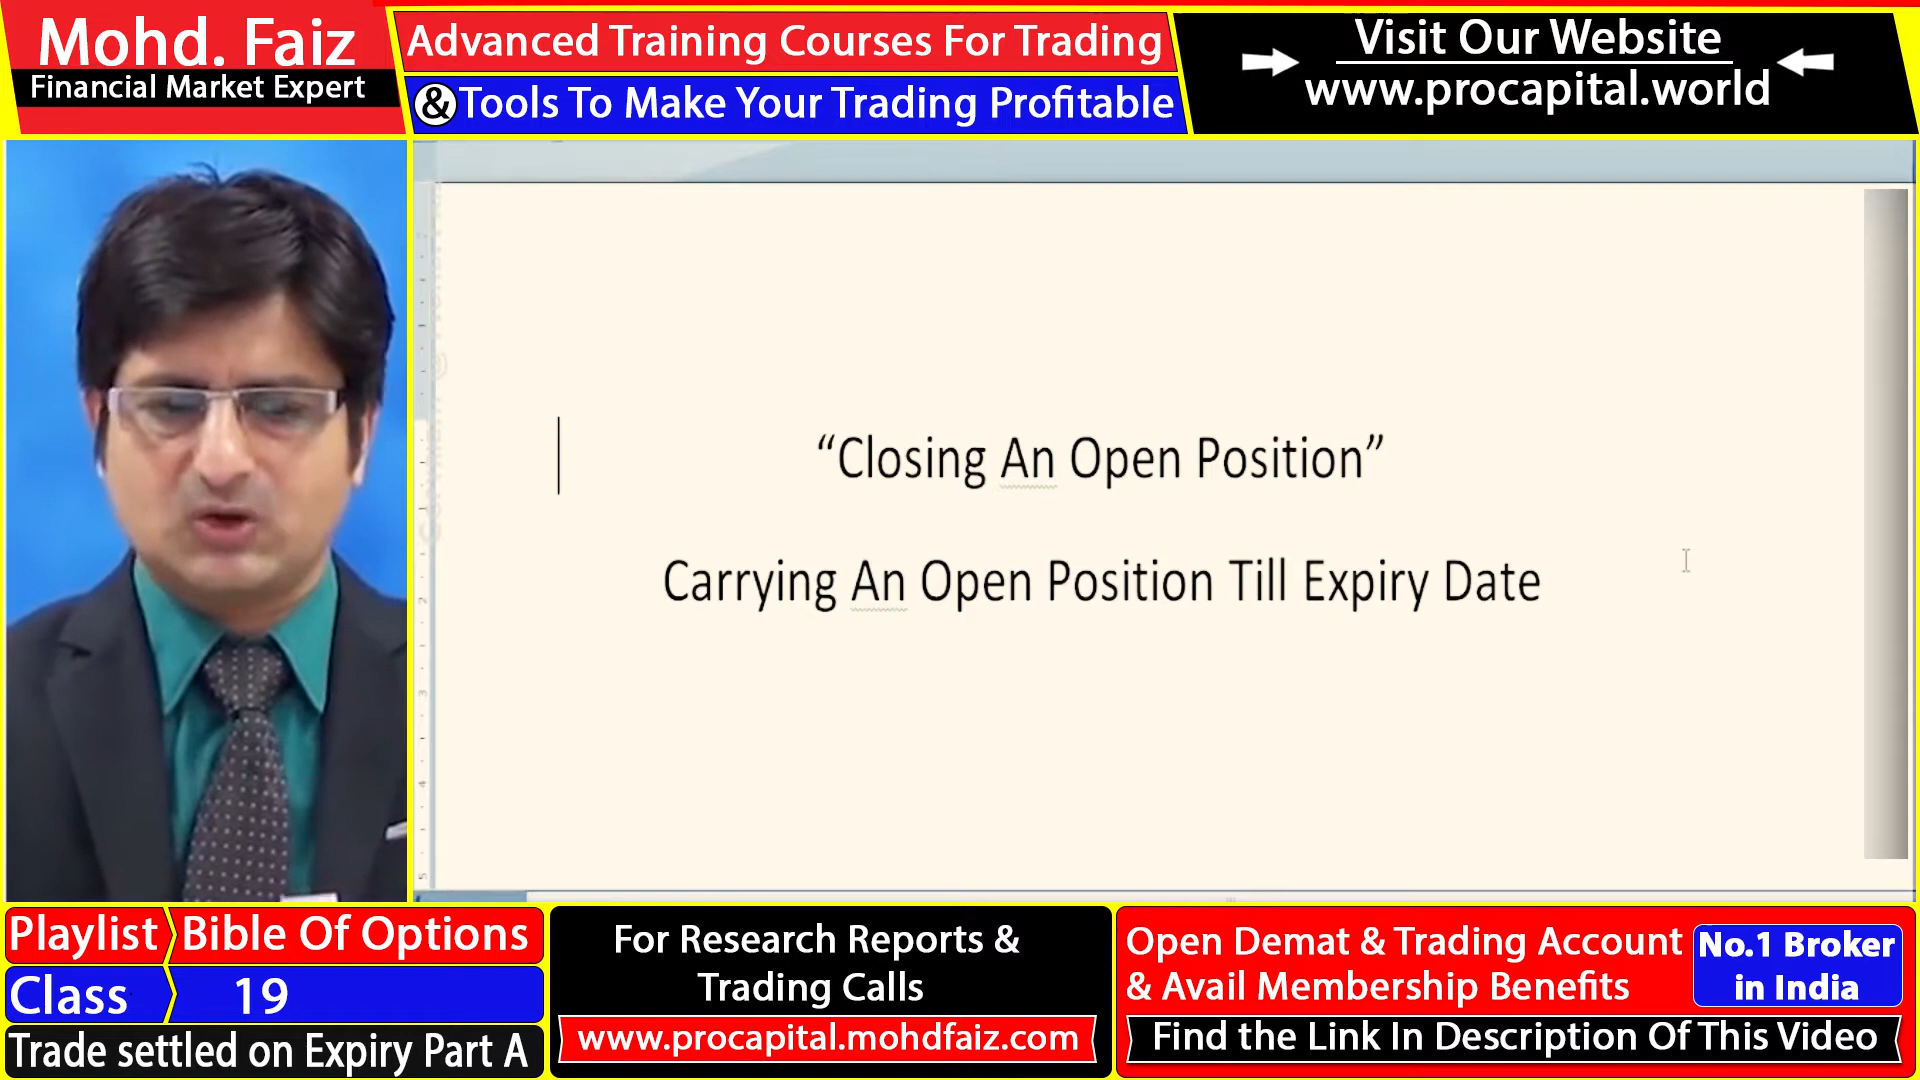 Mohd. Faiz
Financial Market Expert
Advanced Training Courses For Trading
& Tools To Make Your Trading Profitable
Visit Our Website
www.procapital.world
“Closing An Open Position”
Carrying An Open Position Till Expiry Date
Playlist Bible Of Options
Class 19
Trade settled on Expiry Part A
For Research Reports &
Trading Calls
www.procapital.mohdfaiz.com
Open Demat & Trading Account
& Avail Membership Benefits
No.1 Broker
in India
Find the Link In Description Of This Video